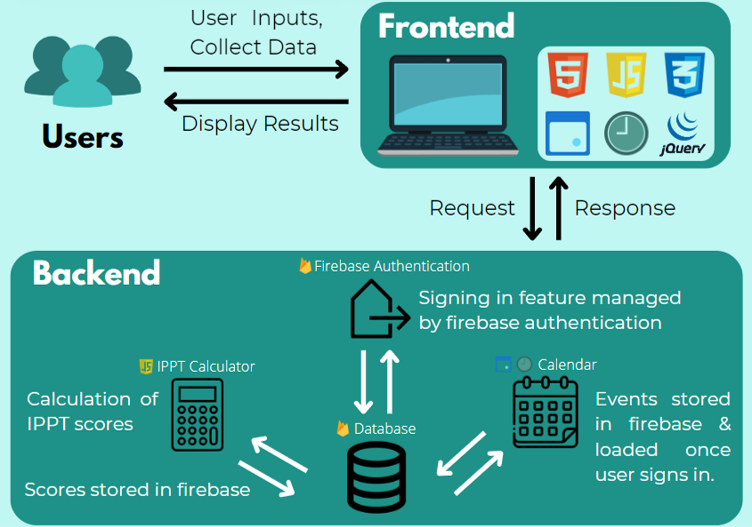 User Inputs,
Collect Data
Display Results
Users
Frontend
5
JS
3
jQuery
Request
Response
Backend
Firebase Authentication
Signing in feature managed
by firebase authentication
JS IPPT Calculator
Calculation of
IPPT scores
Scores stored in firebase
Database
Calendar
Events stored
in firebase &
loaded once
user signs in.